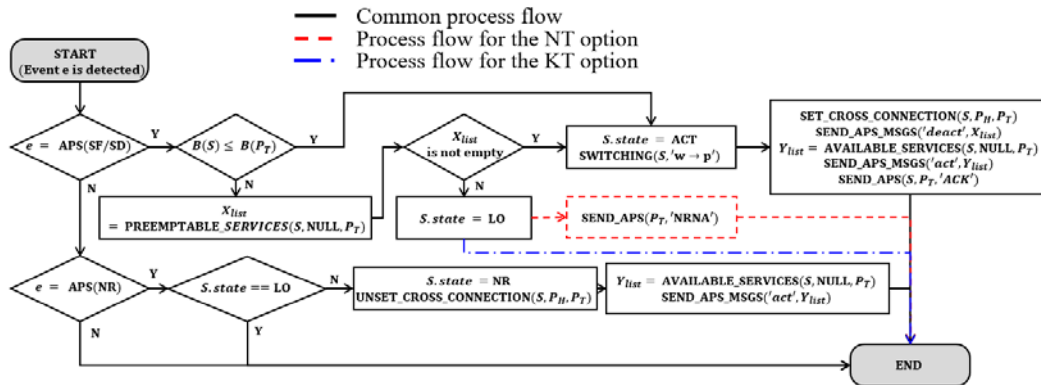 Common process flow
Process flow for the NT option
Process flow for the KT option
START
(Event e is detected)
e = APS(SF/SD)
Y
N
B(S) ≤ B(P_T)
Y
N
X_list
= PREEMPTABLE_SERVICES(S, NULL, P_T)
X_list
is not empty
Y
N
S.state = ACT
SWITCHING(S, 'w → p')
SET_CROSS_CONNECTION(S, P_H, P_T)
SEND_APS_MSGS('deact', X_list)
Y_list = AVAILABLE_SERVICES(S, NULL, P_T)
SEND_APS_MSGS('act', Y_list)
SEND_APS(S, P_T, 'ACK')
S.state = LO
SEND_APS(P_T, 'NRNA')
e = APS(NR)
Y
N
S.state == LO
N
Y
S.state = NR
UNSET_CROSS_CONNECTION(S, P_H, P_T)
Y_list = AVAILABLE_SERVICES(S, NULL, P_T)
SEND_APS_MSGS('act', Y_list)
END